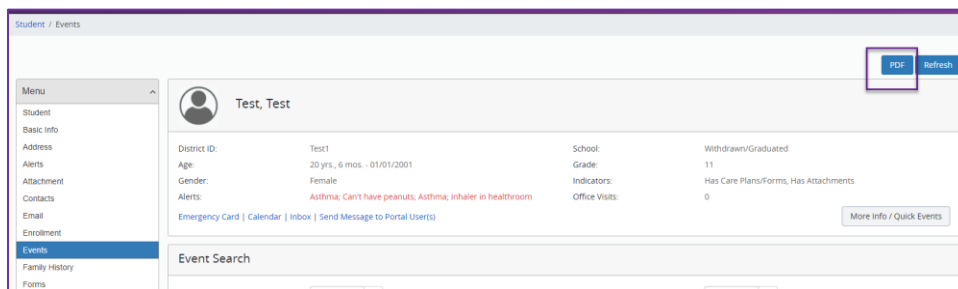 Student / Events
PDF Refresh
Menu
Student
Basic Info
Address
Alerts
Attachment
Contacts
Email
Enrollment
Events
Family History
Forms
Test, Test
District ID: Test1 School: Withdrawn/Graduated
Age: 20 yrs., 6 mos. - 01/01/2001 Grade: 11
Gender: Female Indicators: Has Care Plans/Forms, Has Attachments
Alerts: Asthma; Can't have peanuts; Asthma; inhaler in healthroom Office Visits: 0
Emergency Card | Calendar | Inbox | Send Message to Portal User(s) More Info / Quick Events
Event Search